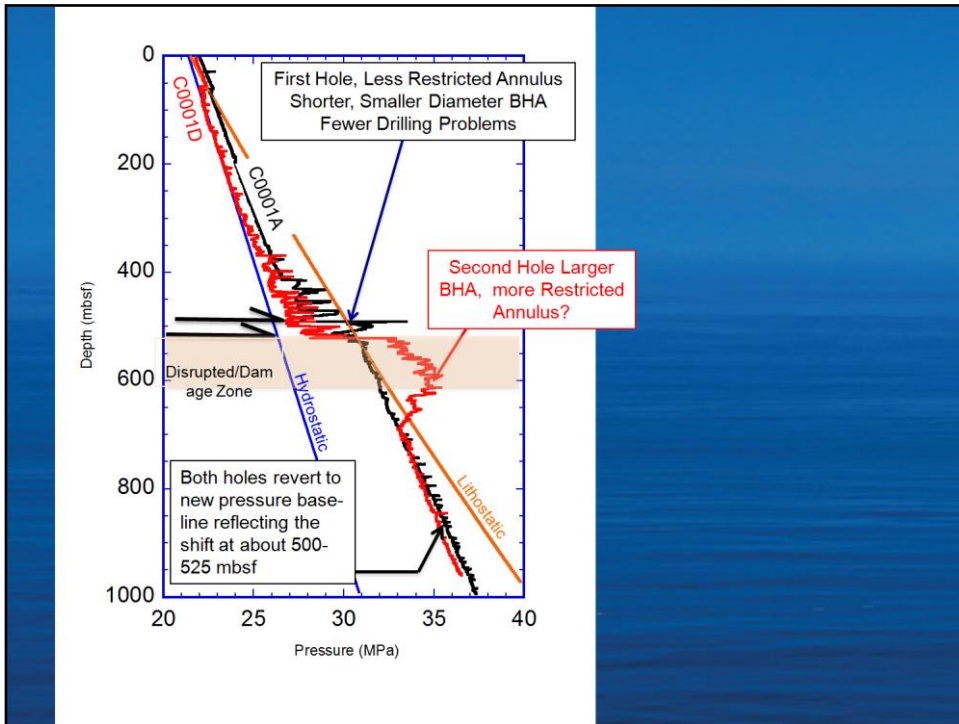 0
200
400
600
800
1000
Depth (mbsf)
C0001D
C0001A
First Hole, Less Restricted Annulus
Shorter, Smaller Diameter BHA
Fewer Drilling Problems
Second Hole Larger
BHA, more Restricted
Annulus?
Disrupted/Dam
age Zone
Hydrostatic
Lithostatic
Both holes revert to
new pressure base-
line reflecting the
shift at about 500-
525 mbsf
20
25
30
35
40
Pressure (MPa)